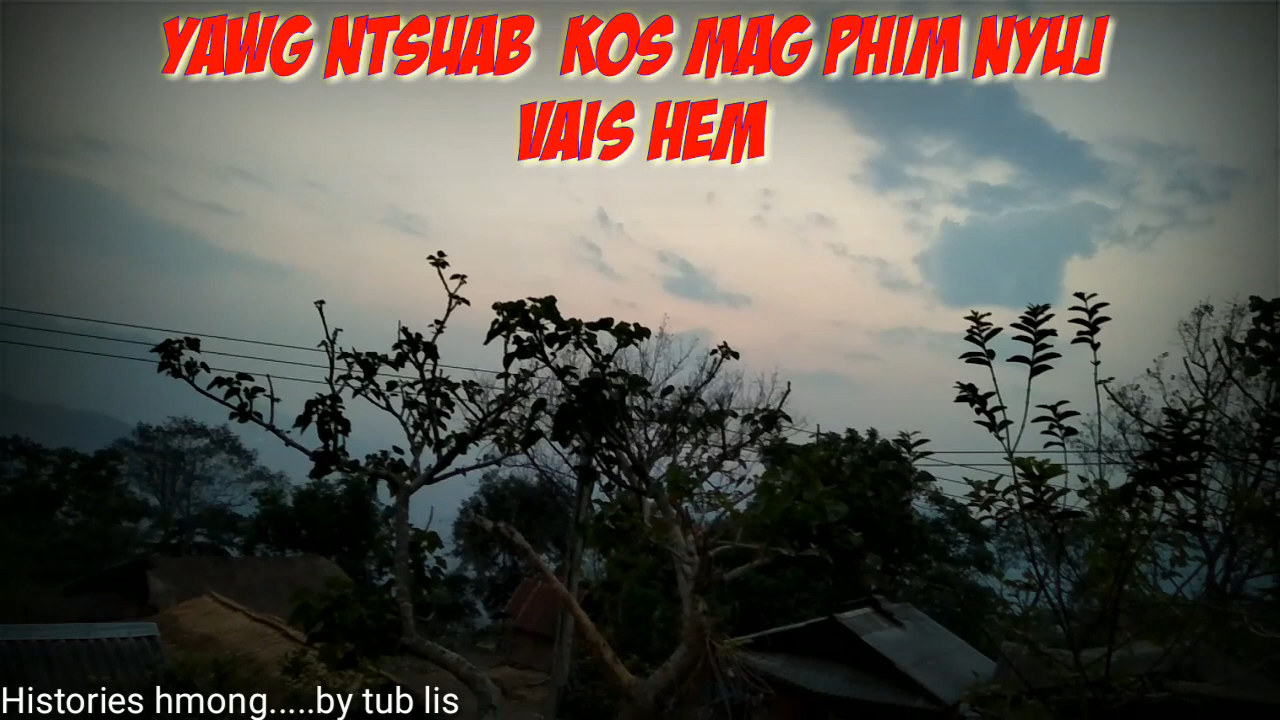 YAWG NTSUAB KOS MAG PHIM NYUJ
VAIS HEM
Histories hmong.....by tub lis